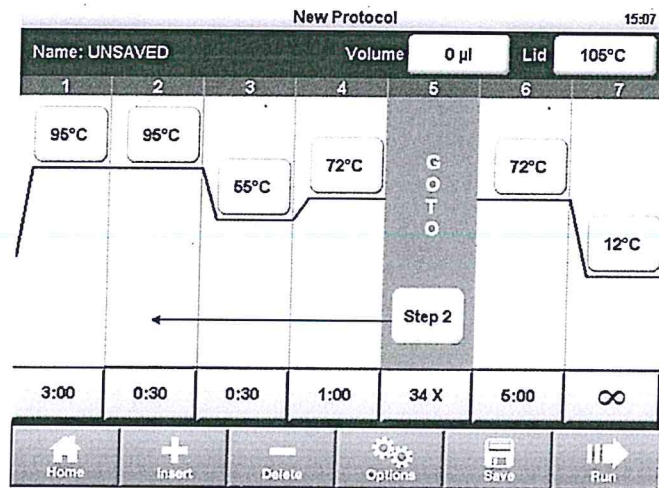 New Protocol 15:07
Name: UNSAVED Volume 0 µl Lid 105°C
1 2 3 4 5 6 7
95°C 95°C 55°C 72°C GOTO 72°C 12°C
Step 2
3:00 0:30 0:30 1:00 34 X 5:00 ∞
Home Insert Delete Options Save Run